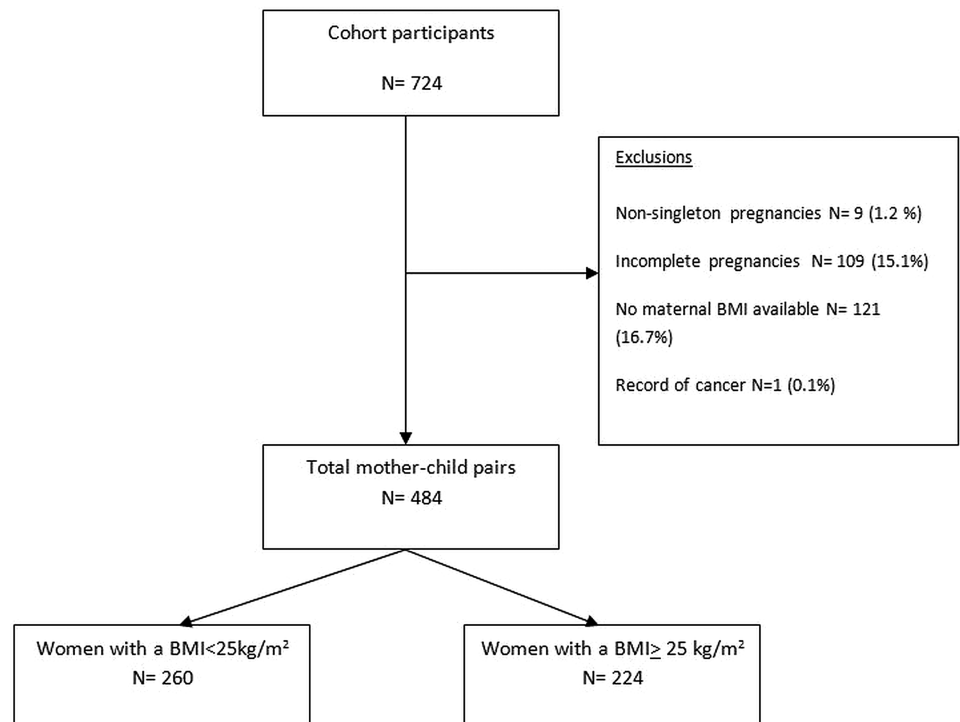 Cohort participants
N= 724
Exclusions
Non-singleton pregnancies N= 9 (1.2 %)
Incomplete pregnancies N= 109 (15.1%)
No maternal BMI available N= 121
(16.7%)
Record of cancer N=1 (0.1%)
Total mother-child pairs
N= 484
Women with a BMI<25kg/m²
N= 260
Women with a BMI≥ 25 kg/m²
N= 224